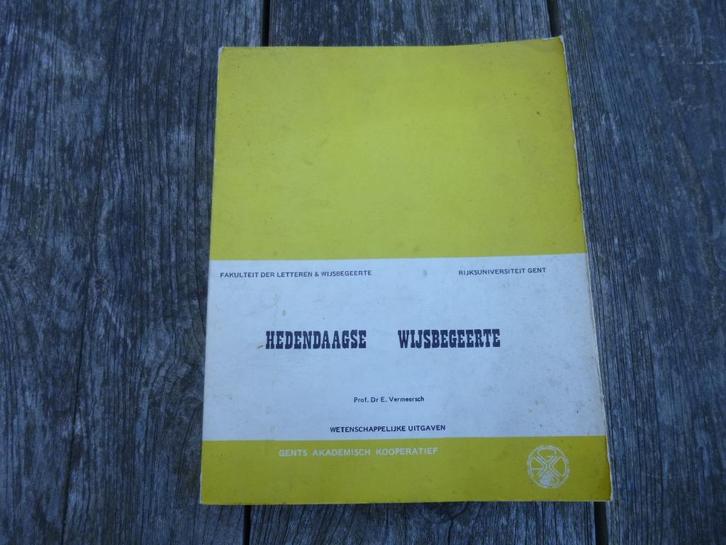 FAKULTEIT DER LETTEREN & WIJSBEGEERTE RIJKSUNIVERSITEIT GENT
HEDENDAAGSE WIJSBEGEERTE
Prof. Dr E. Vermeersch
WETENSCHAPPELIJKE UITGAVEN
GENTS AKADEMISCH KOOPERATIEF